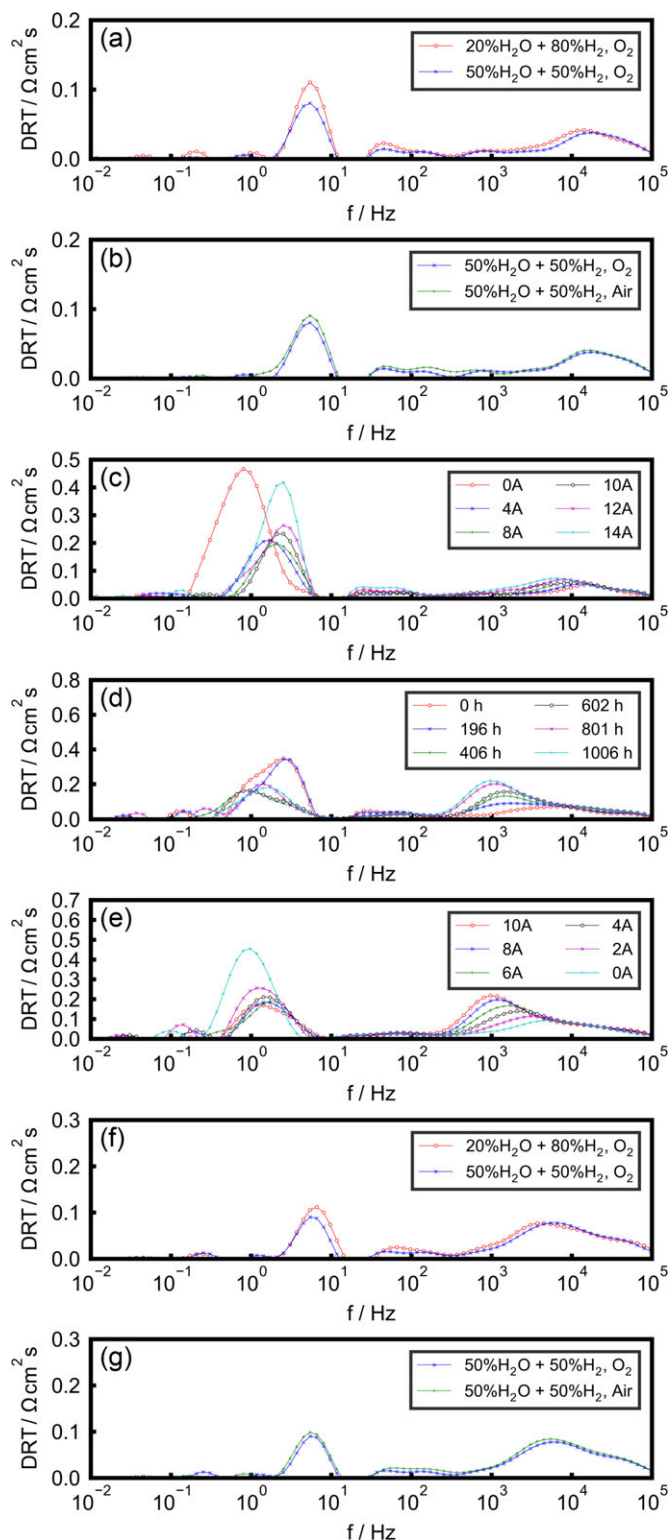 (a)
20%H₂O + 80%H₂, O₂
50%H₂O + 50%H₂, O₂
DRT / Ω cm² s
0.2
0.1
0.0
10⁻² 10⁻¹ 10⁰ 10¹ 10² 10³ 10⁴ 10⁵
f / Hz
(b)
50%H₂O + 50%H₂, O₂
50%H₂O + 50%H₂, Air
DRT / Ω cm² s
0.2
0.1
0.0
10⁻² 10⁻¹ 10⁰ 10¹ 10² 10³ 10⁴ 10⁵
f / Hz
(c)
0A 10A
4A 12A
8A 14A
DRT / Ω cm² s
0.5
0.4
0.3
0.2
0.1
0.0
10⁻² 10⁻¹ 10⁰ 10¹ 10² 10³ 10⁴ 10⁵
f / Hz
(d)
0 h 602 h
196 h 801 h
406 h 1006 h
DRT / Ω cm² s
0.8
0.6
0.4
0.2
0.0
10⁻² 10⁻¹ 10⁰ 10¹ 10² 10³ 10⁴ 10⁵
f / Hz
(e)
10A 4A
8A 2A
6A 0A
DRT / Ω cm² s
0.7
0.6
0.5
0.4
0.3
0.2
0.1
0.0
10⁻² 10⁻¹ 10⁰ 10¹ 10² 10³ 10⁴ 10⁵
f / Hz
(f)
20%H₂O + 80%H₂, O₂
50%H₂O + 50%H₂, O₂
DRT / Ω cm² s
0.3
0.2
0.1
0.0
10⁻² 10⁻¹ 10⁰ 10¹ 10² 10³ 10⁴ 10⁵
f / Hz
(g)
50%H₂O + 50%H₂, O₂
50%H₂O + 50%H₂, Air
DRT / Ω cm² s
0.3
0.2
0.1
0.0
10⁻² 10⁻¹ 10⁰ 10¹ 10² 10³ 10⁴ 10⁵
f / Hz